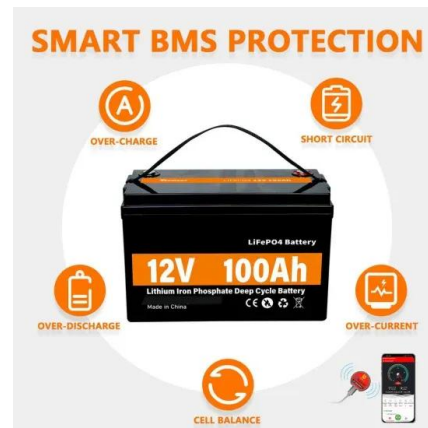 SMART BMS PROTECTION
OVER-CHARGE
SHORT CIRCUIT
LiFePO4 Battery
12V 100Ah
Lithium Iron Phosphate Deep Cycle Battery
Made in China
CE
OVER-DISCHARGE
OVER-CURRENT
CELL BALANCE